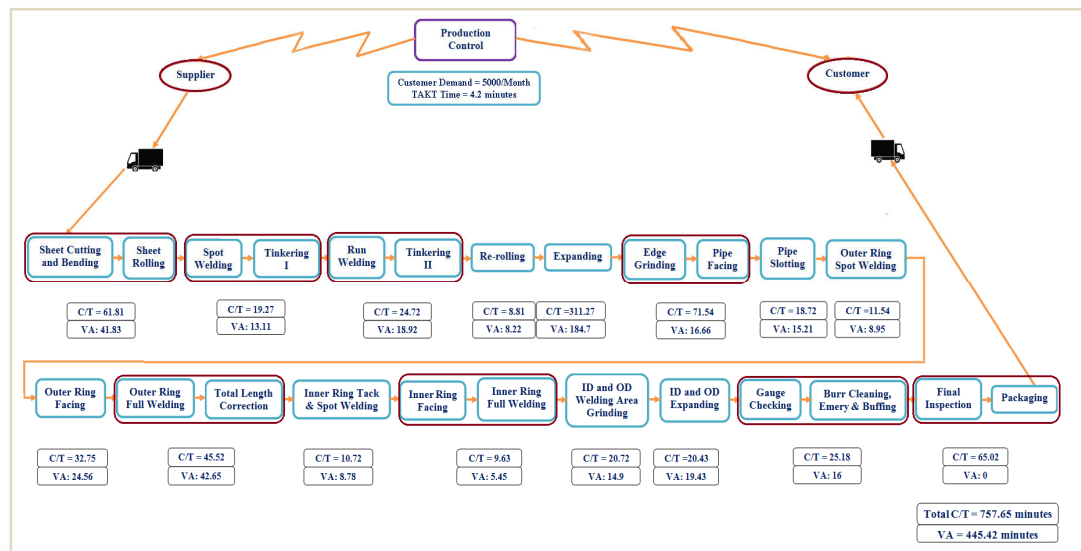 Production
Control
Supplier
Customer
Customer Demand = 5000/Month
TAKT Time = 4.2 minutes
Sheet Cutting
and Bending
Sheet
Rolling
Spot
Welding
Tinkering
I
Run
Welding
Tinkering
II
Re-rolling
Expanding
Edge
Grinding
Pipe
Facing
Pipe
Slotting
Outer Ring
Spot Welding
C/T = 61.81
VA: 41.83
C/T = 19.27
VA: 13.11
C/T = 24.72
VA: 18.92
C/T = 8.81
VA: 8.22
C/T =311.27
VA: 184.7
C/T = 71.54
VA: 16.66
C/T = 18.72
VA: 15.21
C/T =11.54
VA: 8.95
Outer Ring
Facing
Outer Ring
Full Welding
Total Length
Correction
Inner Ring Tack
& Spot Welding
Inner Ring
Facing
Inner Ring
Full Welding
ID and OD
Welding Area
Grinding
ID and OD
Expanding
Gauge
Checking
Burr Cleaning,
Emery & Buffing
Final
Inspection
Packaging
C/T = 32.75
VA: 24.56
C/T = 45.52
VA: 42.65
C/T = 10.72
VA: 8.78
C/T = 9.63
VA: 5.45
C/T = 20.72
VA: 14.9
C/T =20.43
VA: 19.43
C/T = 25.18
VA: 16
C/T = 65.02
VA: 0
Total C/T = 757.65 minutes
VA = 445.42 minutes